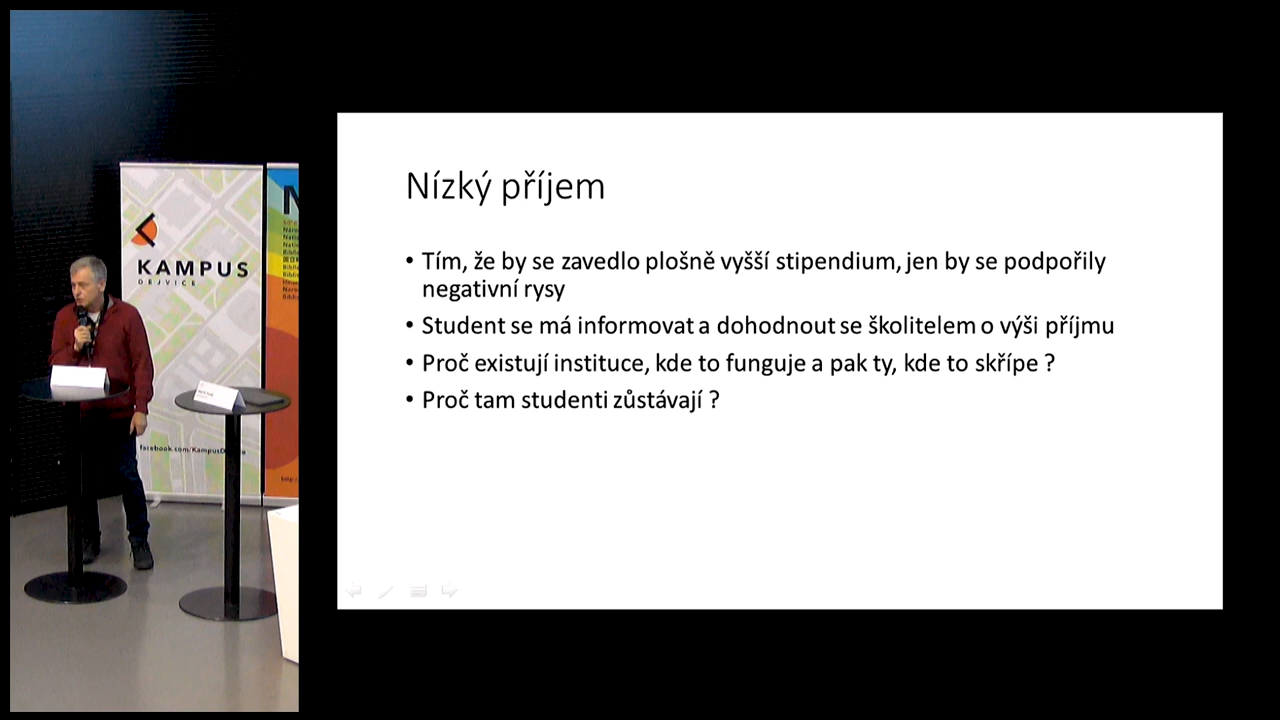 KAMPUS
DEJVICE
facebook.com/KampusD
Nízký příjem
• Tím, že by se zavedlo plošně vyšší stipendium, jen by se podpořily
negativní rysy
• Student se má informovat a dohodnout se školitelem o výši příjmu
• Proč existují instituce, kde to funguje a pak ty, kde to skřípe ?
• Proč tam studenti zůstávají ?